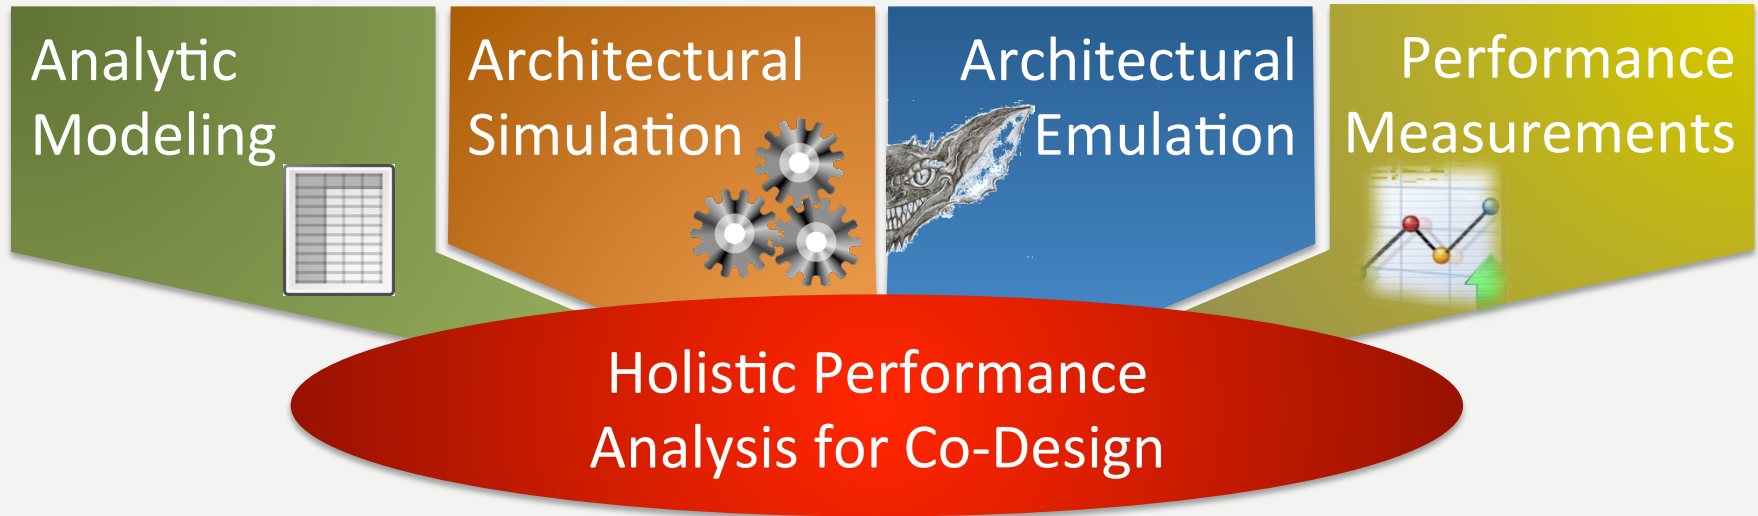 Analytic
Modeling
Architectural
Simulation
Architectural
Emulation
Performance
Measurements
Holistic Performance
Analysis for Co-Design